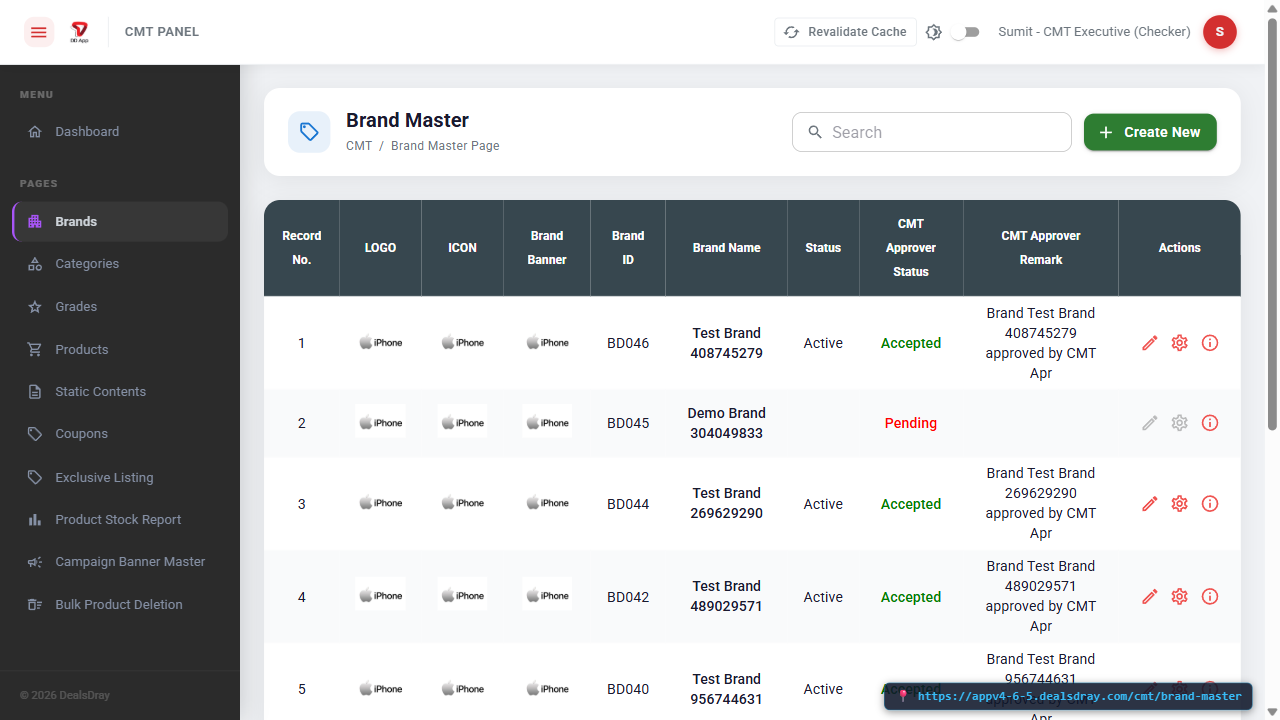 DD App
CMT PANEL
Revalidate Cache
Sumit - CMT Executive (Checker)
S
MENU
Dashboard
PAGES
Brands
Categories
Grades
Products
Static Contents
Coupons
Exclusive Listing
Product Stock Report
Campaign Banner Master
Bulk Product Deletion
© 2026 DealsDray
Brand Master
CMT / Brand Master Page
Search
Create New
Record No.
LOGO
ICON
Brand Banner
Brand ID
Brand Name
Status
CMT Approver Status
CMT Approver Remark
Actions
1
iPhone
iPhone
iPhone
BD046
Test Brand
408745279
Active
Accepted
Brand Test Brand
408745279
approved by CMT
Apr
2
iPhone
iPhone
iPhone
BD045
Demo Brand
304049833
Pending
3
iPhone
iPhone
iPhone
BD044
Test Brand
269629290
Active
Accepted
Brand Test Brand
269629290
approved by CMT
Apr
4
iPhone
iPhone
iPhone
BD042
Test Brand
489029571
Active
Accepted
Brand Test Brand
489029571
approved by CMT
Apr
5
iPhone
iPhone
iPhone
BD040
Test Brand
956744631
Active
Brand Test Brand
956744631
Apr
https://appv4-6-5.dealsdray.com/cmt/brand-master